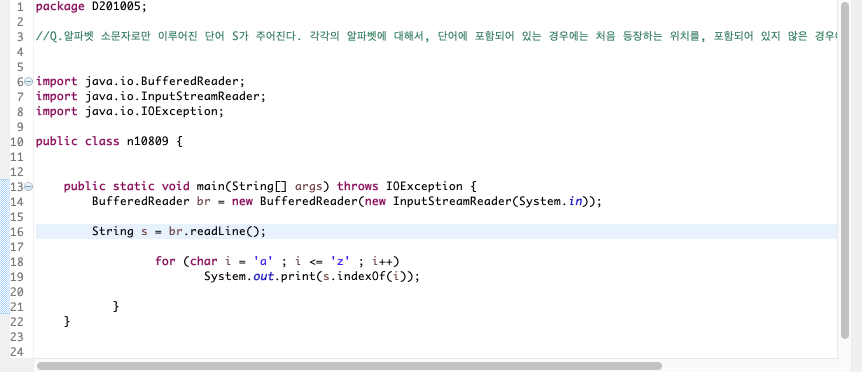 1 package D201005;
2
3 //Q.알파벳 소문자로만 이루어진 단어 S가 주어진다. 각각의 알파벳에 대해서, 단어에 포함되어 있는 경우에는 처음 등장하는 위치를, 포함되어 있지 않은
4
5
6 import java.io.BufferedReader;
7 import java.io.InputStreamReader;
8 import java.io.IOException;
9
10 public class n10809 {
11
12
13 public static void main(String[] args) throws IOException {
14 BufferedReader br = new BufferedReader(new InputStreamReader(System.in));
15
16 String s = br.readLine();
17
18 for (char i = 'a' ; i <= 'z' ; i++)
19 System.out.print(s.indexOf(i));
20
21 }
22 }
23
24